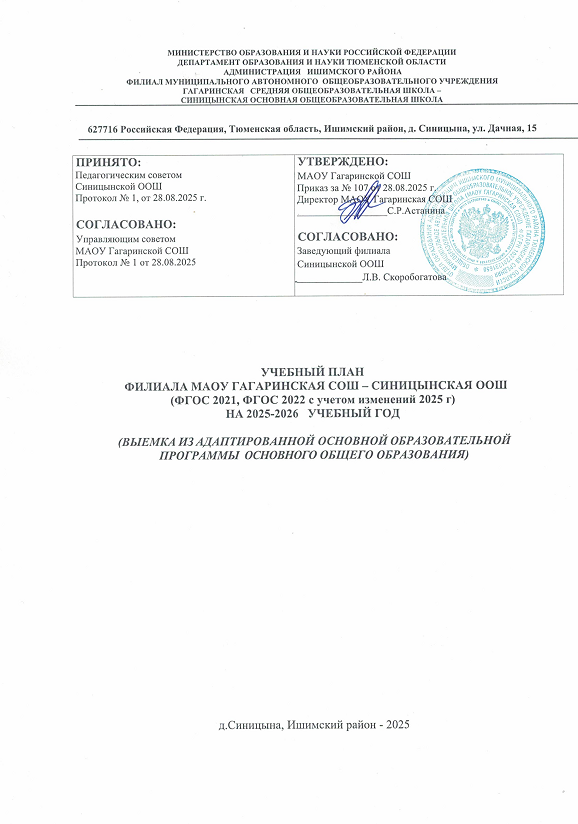 МИНИСТЕРСТВО ОБРАЗОВАНИЯ И НАУКИ РОССИЙСКОЙ ФЕДЕРАЦИИ
ДЕПАРТАМЕНТ ОБРАЗОВАНИЯ И НАУКИ ТЮМЕНСКОЙ ОБЛАСТИ
АДМИНИСТРАЦИЯ ИШИМСКОГО РАЙОНА
ФИЛИАЛ МУНИЦИПАЛЬНОГО АВТОНОМНОГО ОБЩЕОБРАЗОВАТЕЛЬНОГО УЧРЕЖДЕНИЯ
ГАГАРИНСКАЯ СРЕДНЯЯ ОБЩЕОБРАЗОВАТЕЛЬНАЯ ШКОЛА –
СИНИЦЫНСКАЯ ОСНОВНАЯ ОБЩЕОБРАЗОВАТЕЛЬНАЯ ШКОЛА
627716 Российская Федерация, Тюменская область, Ишимский район, д. Синицына, ул. Дачная, 15
ПРИНЯТО:
Педагогическим советом
Синицынской ООШ
Протокол № 1, от 28.08.2025 г.
СОГЛАСОВАНО:
Управляющим советом
МАОУ Гагаринской СОШ
Протокол № 1 от 28.08.2025
УТВЕРЖДЕНО:
МАОУ Гагаринской СОШ
Приказ за № 107 от 28.08.2025 г.
Директор МАОУ Гагаринская СОШ
С.Р.Астанина
СОГЛАСОВАНО:
Заведующий филиала
Синицынской ООШ
Л.В. Скоробогатова
УЧЕБНЫЙ ПЛАН
ФИЛИАЛА МАОУ ГАГАРИНСКАЯ СОШ – СИНИЦЫНСКАЯ ООШ
(ФГОС 2021, ФГОС 2022 с учетом изменений 2025 г)
НА 2025-2026 УЧЕБНЫЙ ГОД
(ВЫЕМКА ИЗ АДАПТИРОВАННОЙ ОСНОВНОЙ ОБРАЗОВАТЕЛЬНОЙ
ПРОГРАММЫ ОСНОВНОГО ОБЩЕГО ОБРАЗОВАНИЯ)
д.Синицына, Ишимский район - 2025